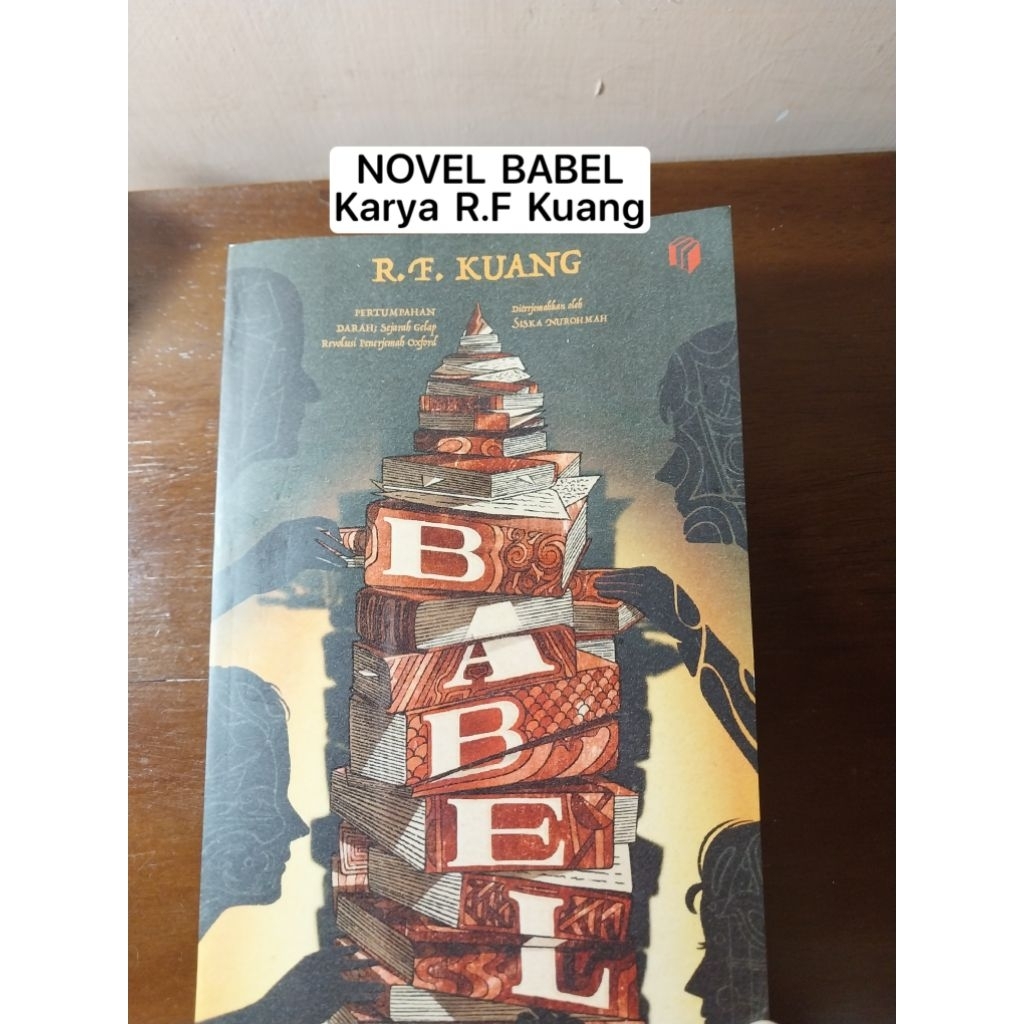 NOVEL BABEL
Karya R.F Kuang
R.F. KUANG
PERTUMPAHAN
DARAH; Sejarah Gelap
Revolusi Penerjemah Oxford
Diterjemahkan oleh
SISKA NUROHMAH
B
A
B
E
L